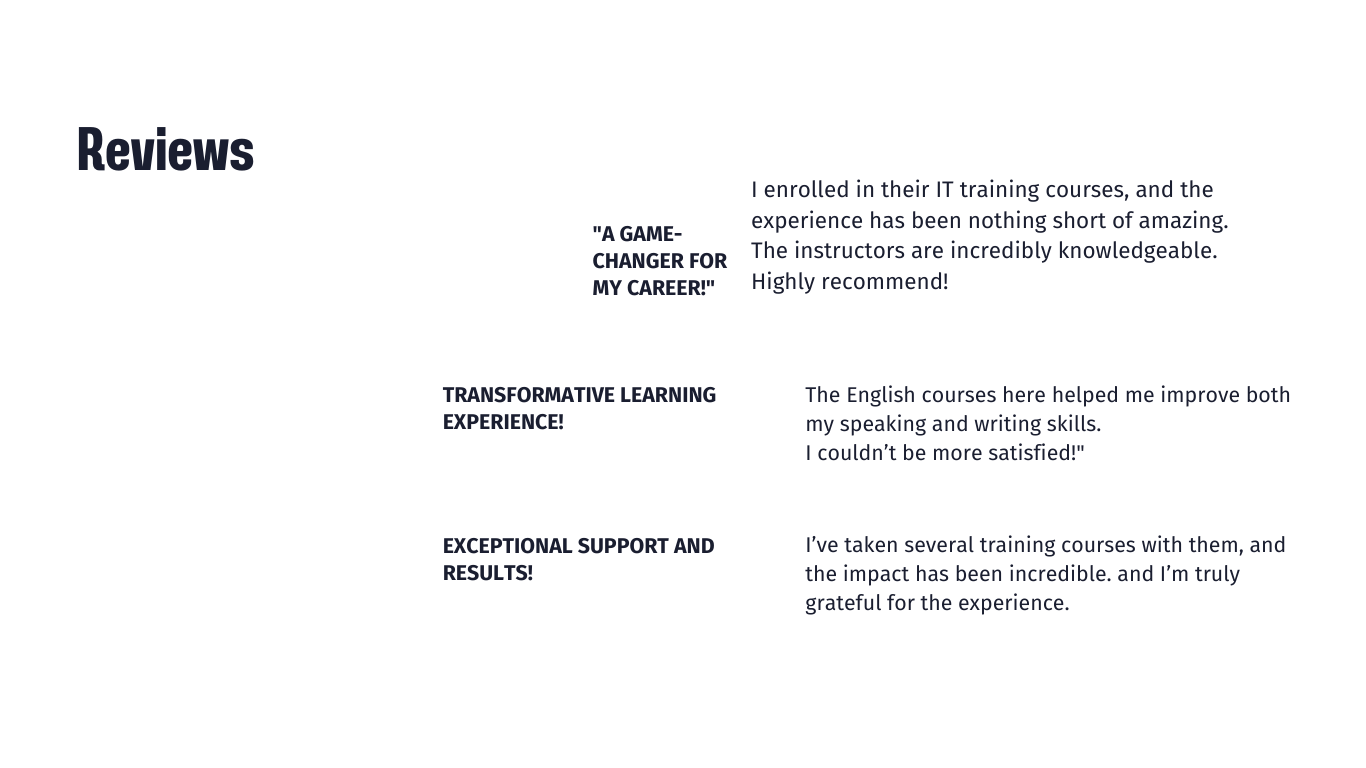 Reviews
"A GAME-
CHANGER FOR
MY CAREER!"
I enrolled in their IT training courses, and the
experience has been nothing short of amazing.
The instructors are incredibly knowledgeable.
Highly recommend!
TRANSFORMATIVE LEARNING
EXPERIENCE!
The English courses here helped me improve both
my speaking and writing skills.
I couldn’t be more satisfied!"
EXCEPTIONAL SUPPORT AND
RESULTS!
I’ve taken several training courses with them, and
the impact has been incredible. and I’m truly
grateful for the experience.